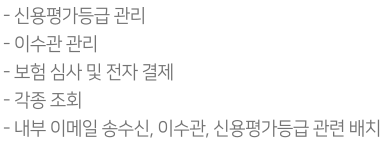 - 신용평가등급 관리
- 이수관 관리
- 보험 심사 및 전자 결제
- 각종 조회
- 내부 이메일 송수신, 이수관, 신용평가등급 관련 배치